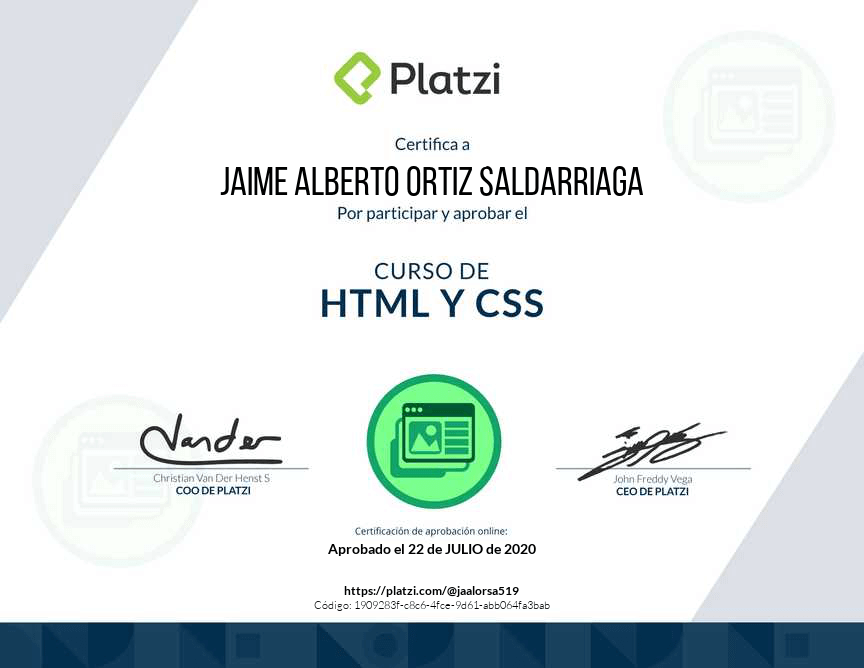 Platzi
Certifica a
JAIME ALBERTO ORTIZ SALDARRIAGA
Por participar y aprobar el
CURSO DE
HTML Y CSS
Vander
Christian Van Der Henst S
COO DE PLATZI
John Freddy Vega
CEO DE PLATZI
Certificación de aprobación online:
Aprobado el 22 de JULIO de 2020
https://platzi.com/@jaalorsa519
Código: 1909283f-c8c6-4fce-9d61-abb064fa3bab